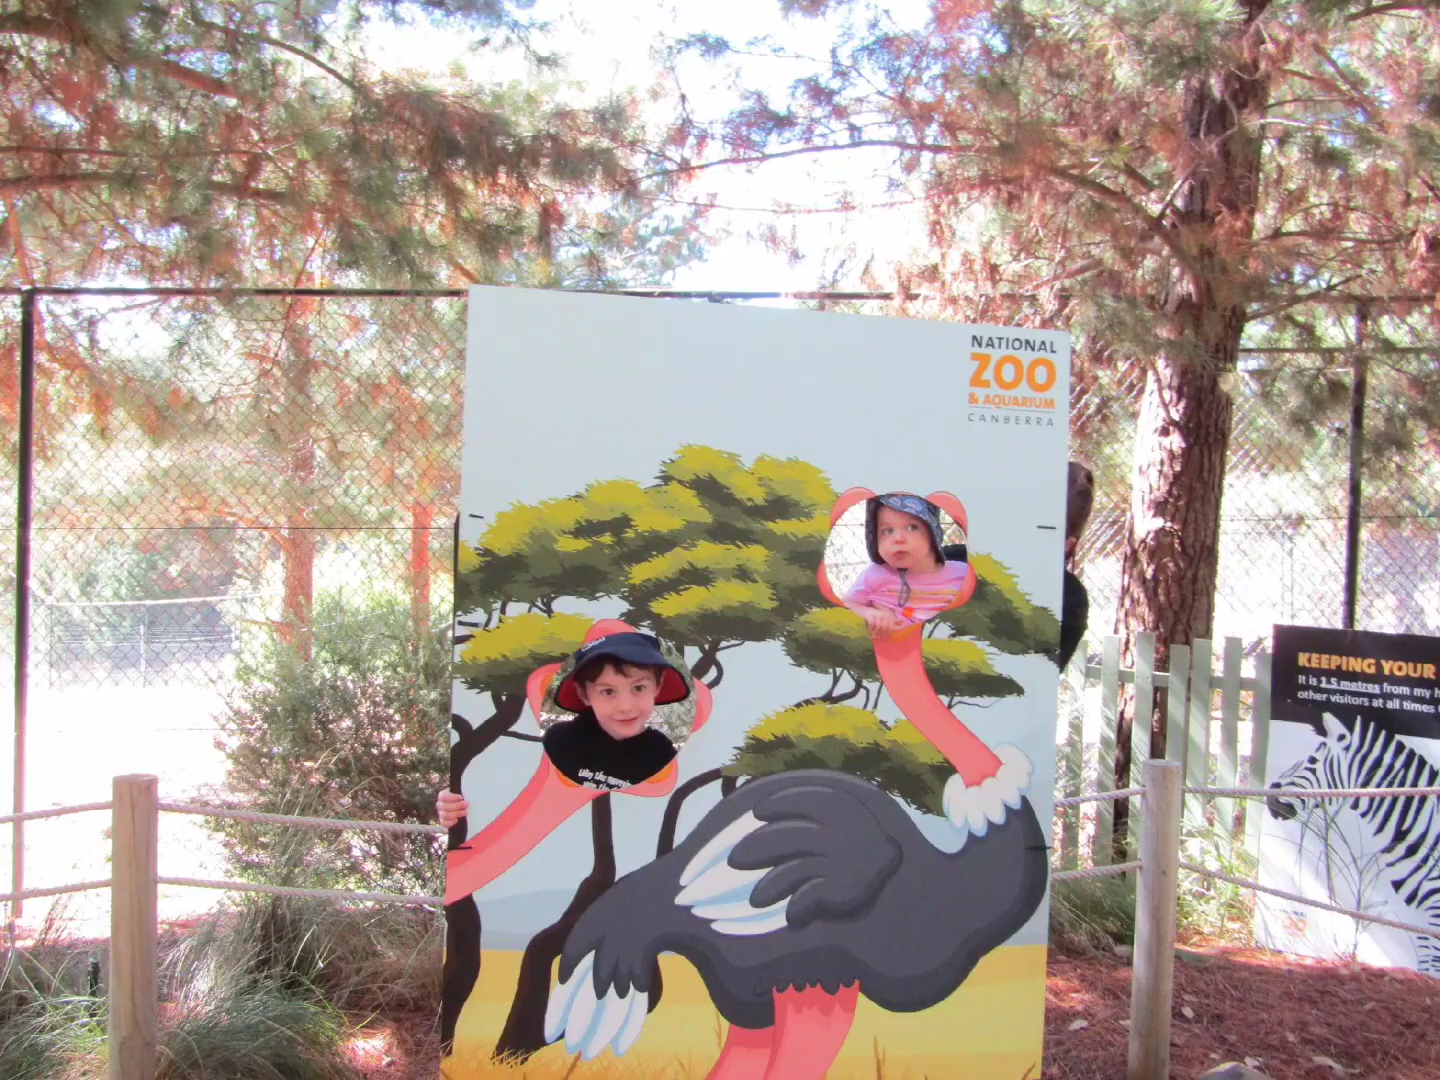 NATIONAL
ZOO
& AQUARIUM
CANBERRA
KEEPING YOUR
It is 1.5 metres from my
other visitors at all times